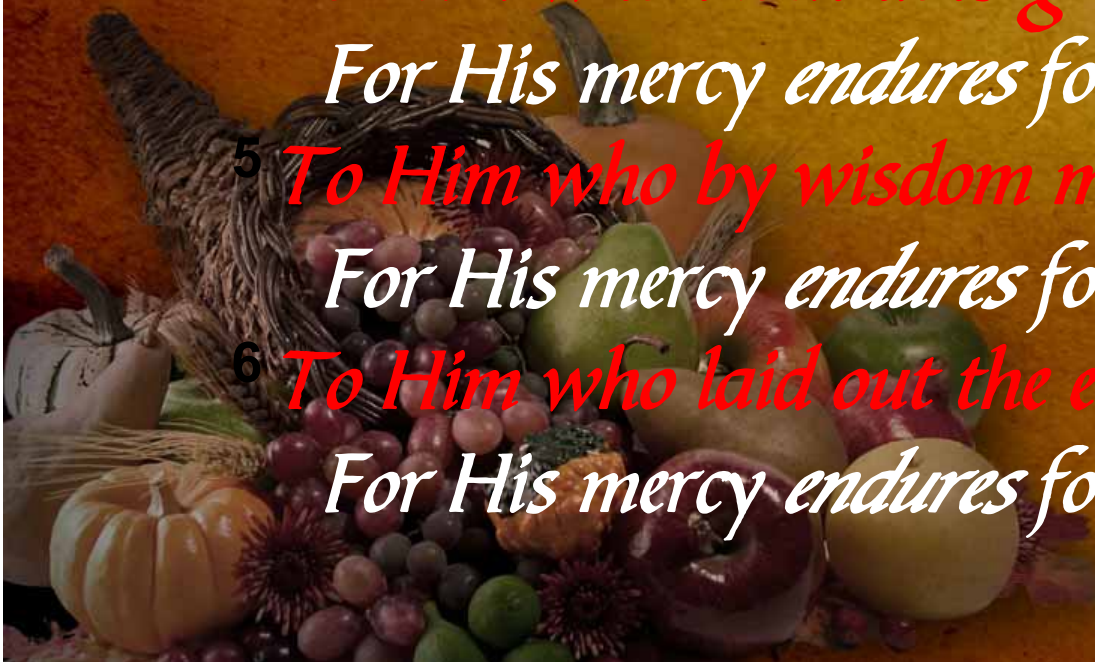 For His mercy endures fo
5 To Him who by wisdom m
For His mercy endures fo
6 To Him who laid out the e
For His mercy endures fo